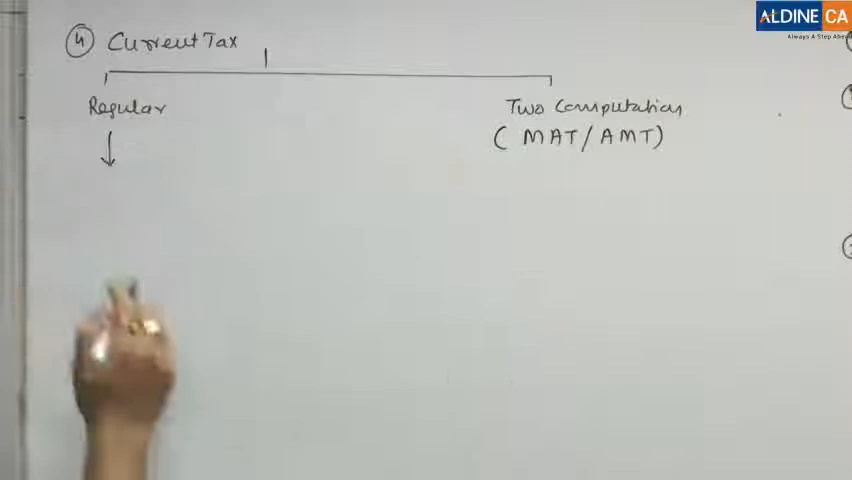 ALDINE CA
Always A Step Ahead
④ Current Tax
Regular
Two Computation
( MAT/AMT)